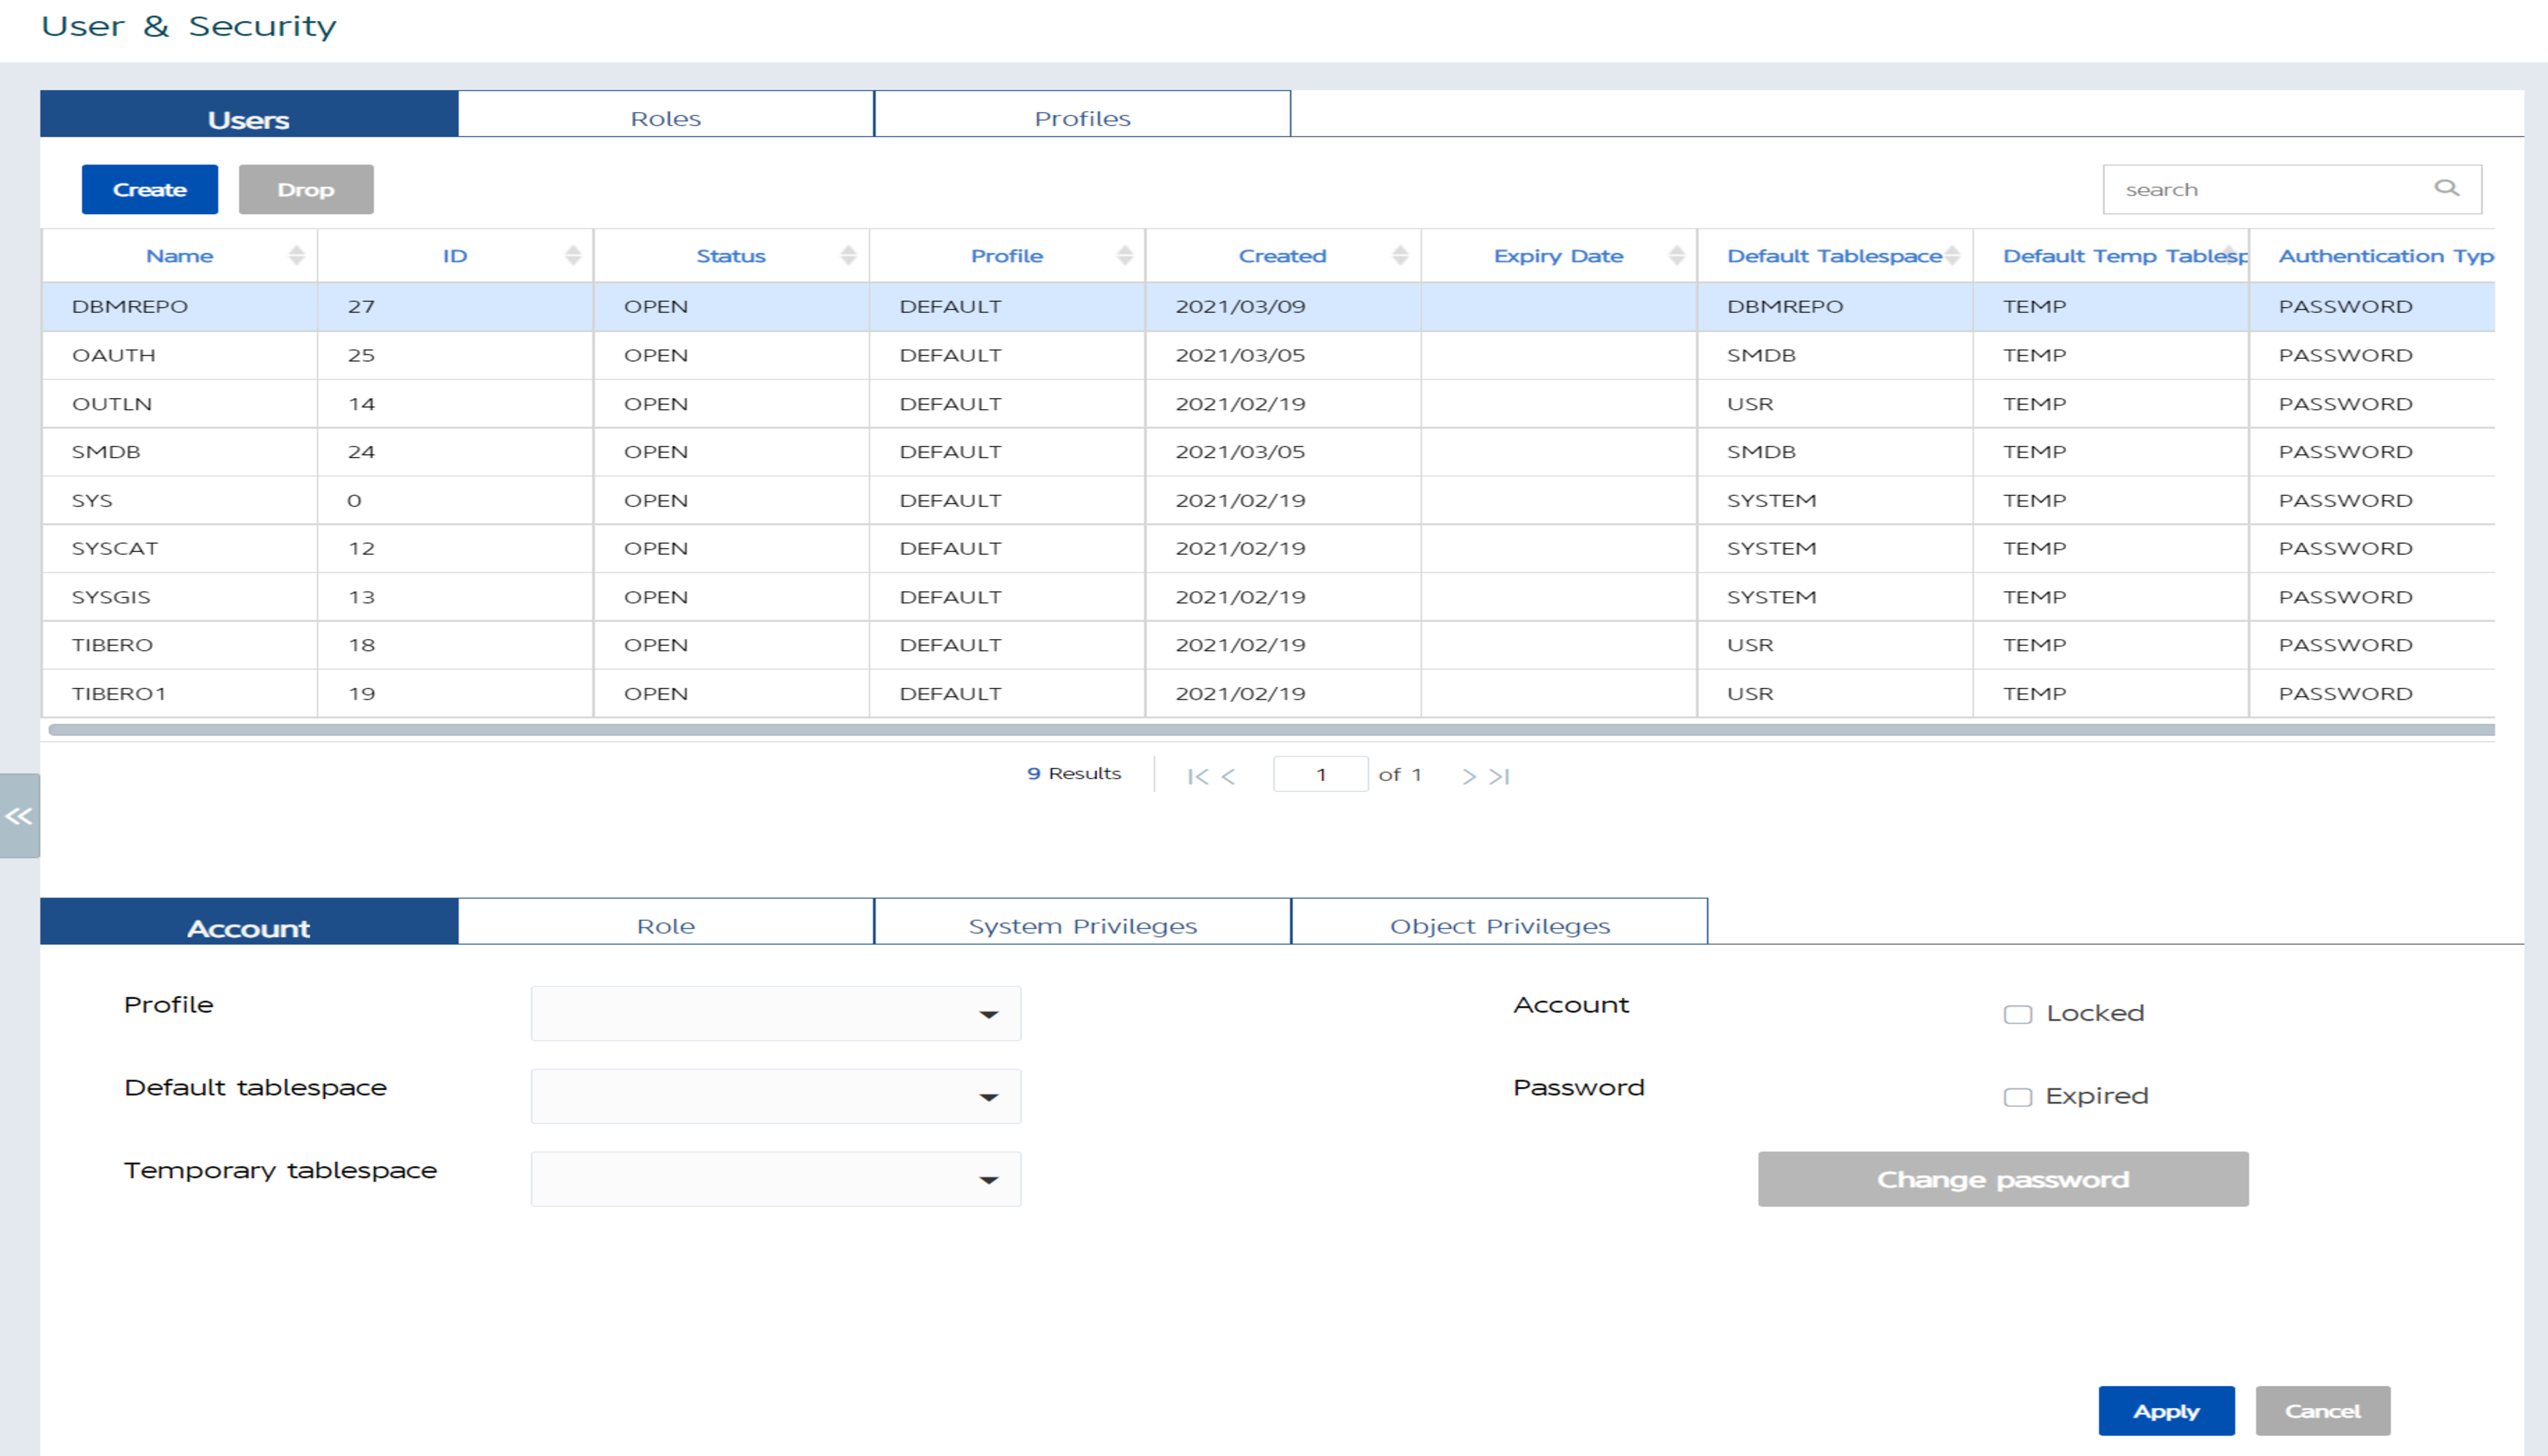 User & Security
Users Roles Profiles
Create Drop search
Name ID Status Profile Created Expiry Date Default Tablespace Default Temp Tablesp Authentication Typ
DBMREPO 27 OPEN DEFAULT 2021/03/09 DBMREPO TEMP PASSWORD
OAUTH 25 OPEN DEFAULT 2021/03/05 SMDB TEMP PASSWORD
OUTLN 14 OPEN DEFAULT 2021/02/19 USR TEMP PASSWORD
SMDB 24 OPEN DEFAULT 2021/03/05 SMDB TEMP PASSWORD
SYS 0 OPEN DEFAULT 2021/02/19 SYSTEM TEMP PASSWORD
SYSCAT 12 OPEN DEFAULT 2021/02/19 SYSTEM TEMP PASSWORD
SYSGIS 13 OPEN DEFAULT 2021/02/19 SYSTEM TEMP PASSWORD
TIBERO 18 OPEN DEFAULT 2021/02/19 USR TEMP PASSWORD
TIBERO1 19 OPEN DEFAULT 2021/02/19 USR TEMP PASSWORD
9 Results 1 of 1
Account Role System Privileges Object Privileges
Profile Account Locked
Default tablespace Password Expired
Temporary tablespace Change password
Apply Cancel